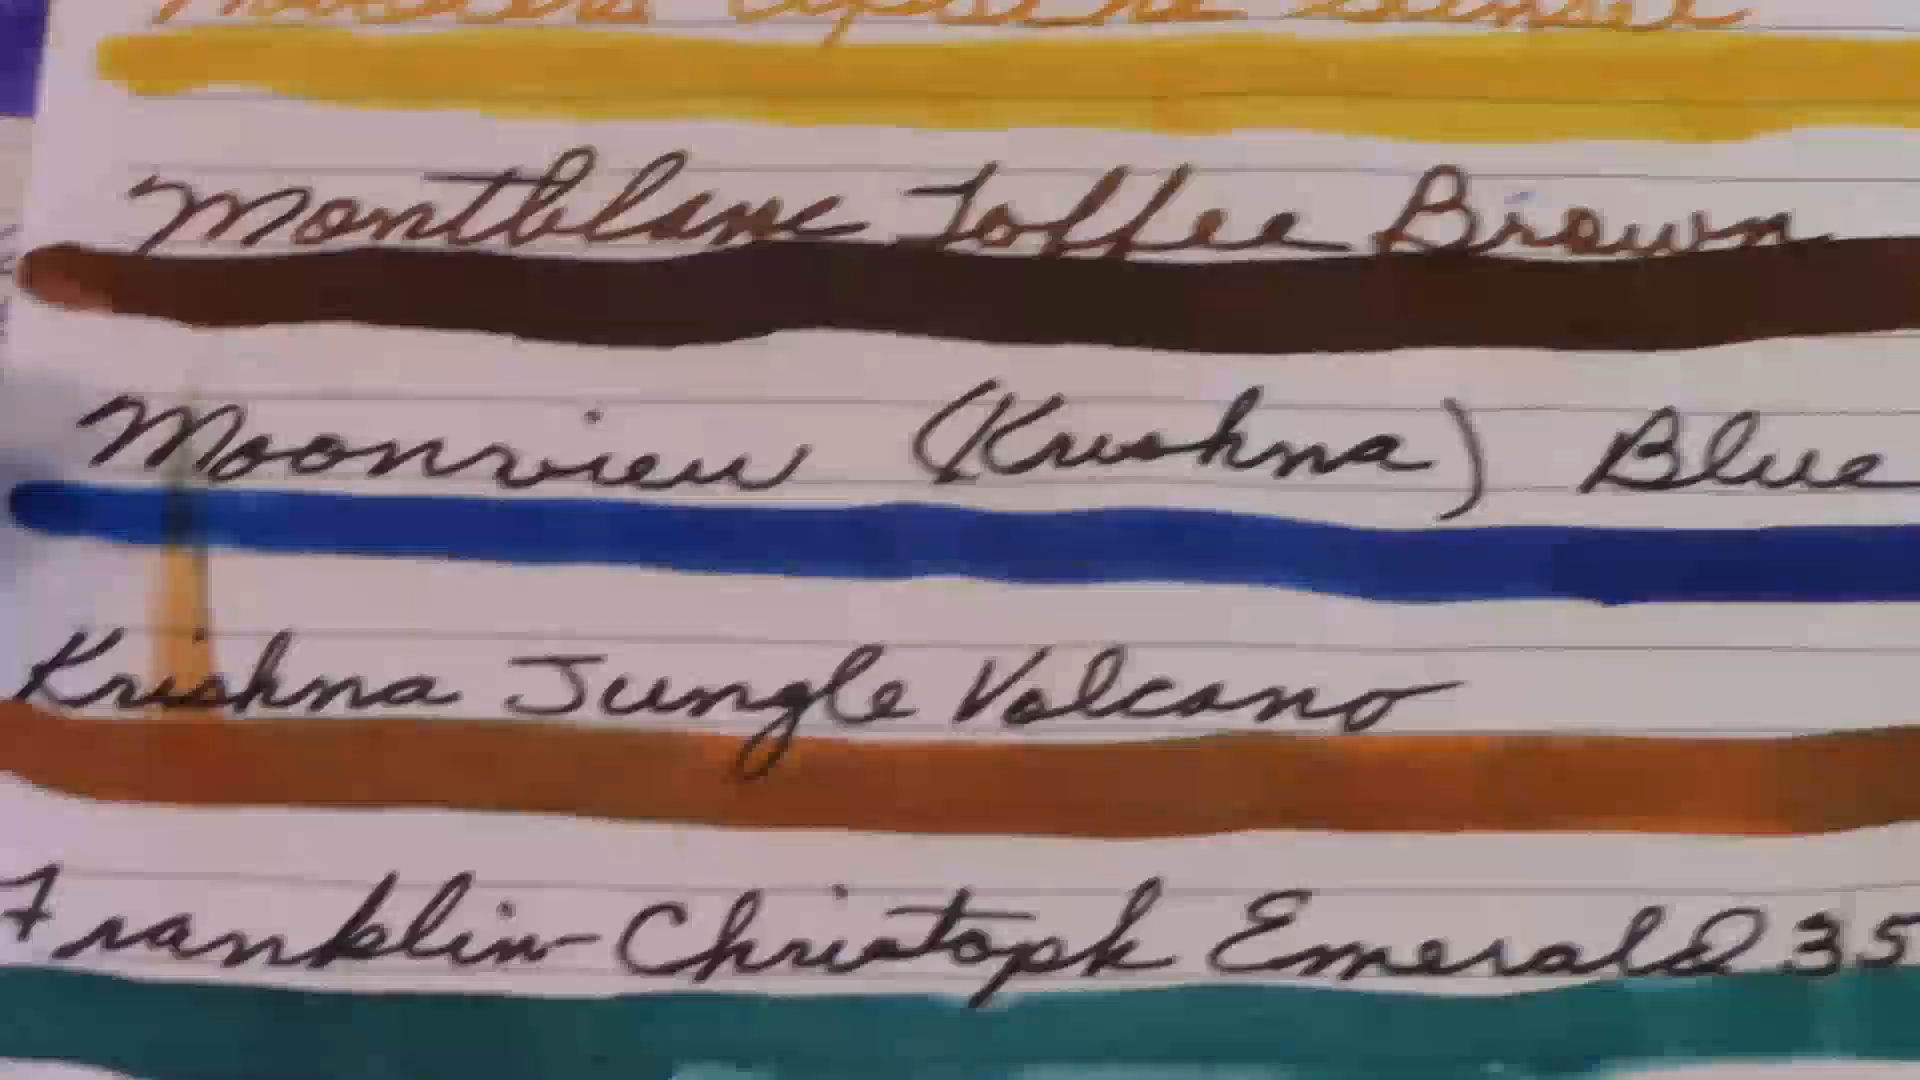 Montblanc Toffee Brown
Moonview (Krishna) Blue
Krishna Jungle Volcano
Franklin-Christoph Emerald 35